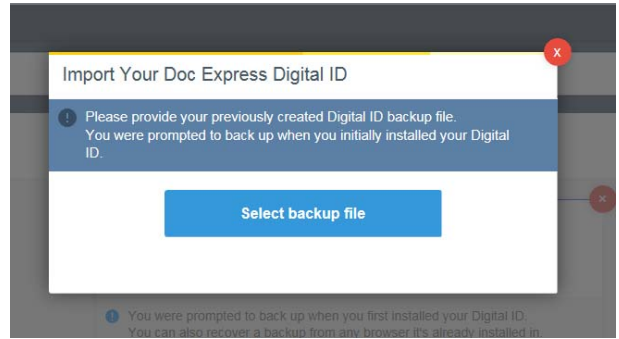 x
Import Your Doc Express Digital ID
! Please provide your previously created Digital ID backup file.
You were prompted to back up when you initially installed your Digital
ID.
Select backup file
x
! You were prompted to back up when you first installed your Digital ID.
You can also recover a backup from any browser it's already installed in.